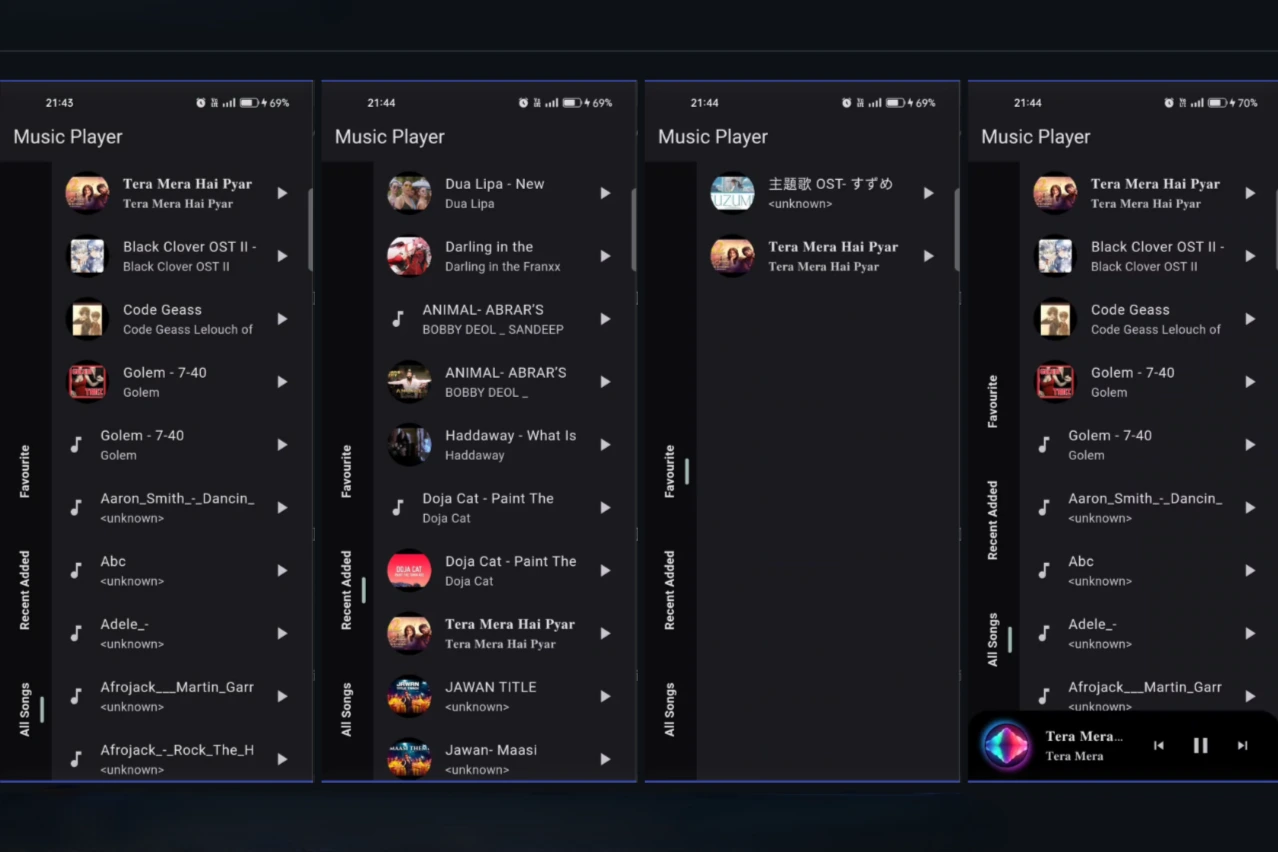 21:43
69%
Music Player
Tera Mera Hai Pyar
Tera Mera Hai Pyar
Black Clover OST II -
Black Clover OST II
Code Geass
Code Geass Lelouch of
Golem - 7-40
Golem
Golem - 7-40
Golem
Aaron_Smith_-_Dancin_
<unknown>
Abc
<unknown>
Adele_-
<unknown>
Afrojack___Martin_Garr
<unknown>
Afrojack_-_Rock_The_H
<unknown>
Favourite
Recent Added
All Songs
21:44
69%
Music Player
Dua Lipa - New
Dua Lipa
Darling in the
Darling in the Franxx
ANIMAL- ABRAR'S
BOBBY DEOL _ SANDEEP
ANIMAL- ABRAR'S
BOBBY DEOL _
Haddaway - What Is
Haddaway
Doja Cat - Paint The
Doja Cat
DOJA CAT
Doja Cat - Paint The
Doja Cat
Tera Mera Hai Pyar
Tera Mera Hai Pyar
JAWAN TITLE
<unknown>
Jawan- Maasi
<unknown>
Favourite
Recent Added
All Songs
21:44
69%
Music Player
UZUM
主題歌 OST- すずめ
<unknown>
Tera Mera Hai Pyar
Tera Mera Hai Pyar
Favourite
Recent Added
All Songs
21:44
70%
Music Player
Tera Mera Hai Pyar
Tera Mera Hai Pyar
Black Clover OST II -
Black Clover OST II
Code Geass
Code Geass Lelouch of
Golem - 7-40
Golem
Golem - 7-40
Golem
Aaron_Smith_-_Dancin_
<unknown>
Abc
<unknown>
Adele_-
<unknown>
Afrojack___Martin_Garr
<unknown>
Favourite
Recent Added
All Songs
Tera Mera...
Tera Mera